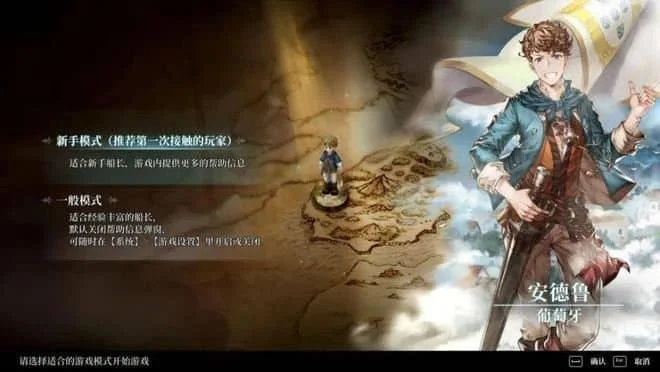 新手模式（推荐第一次接触的玩家）
适合新手船长，游戏内提供更多的帮助信息
一般模式
适合经验丰富的船长，
默认关闭帮助信息弹窗，
可随时在【系统】-【游戏设置】里开启或关闭
安德鲁
葡萄牙
请选择适合的游戏模式开始游戏
确认
Esc 取消